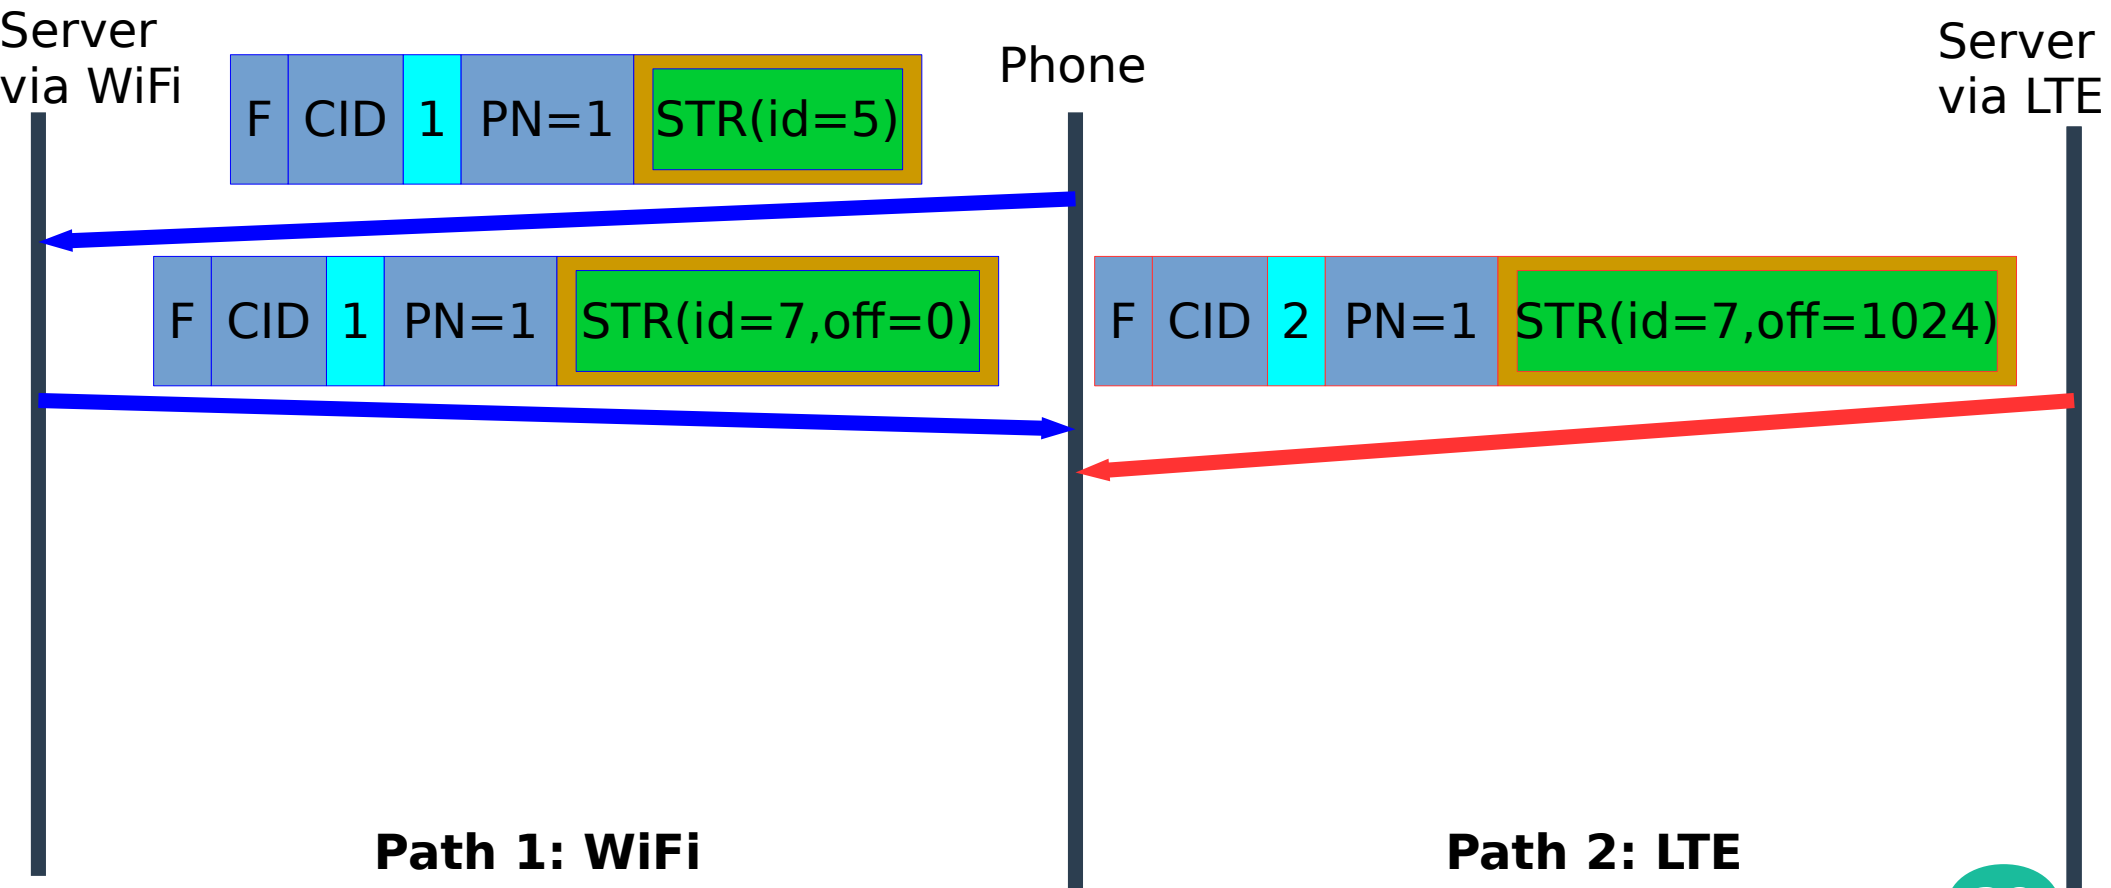 Server
via WiFi
F CID 1 PN=1 STR(id=5)
Phone
Server
via LTE
F CID 1 PN=1 STR(id=7,off=0)
F CID 2 PN=1 STR(id=7,off=1024)
Path 1: WiFi
Path 2: LTE